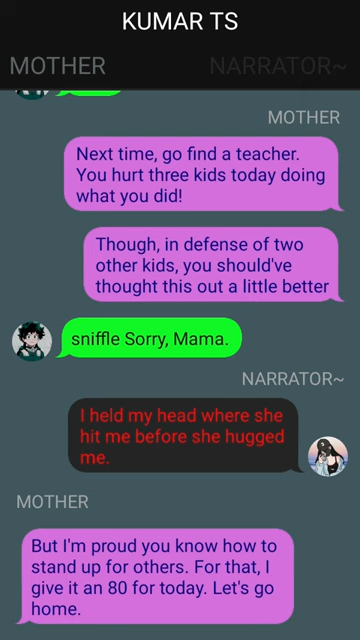 KUMAR TS
MOTHER
NARRATOR~
MOTHER
Next time, go find a teacher.
You hurt three kids today doing
what you did!
Though, in defense of two
other kids, you should've
thought this out a little better
sniffle Sorry, Mama.
NARRATOR~
I held my head where she
hit me before she hugged
me.
MOTHER
But I'm proud you know how to
stand up for others. For that, I
give it an 80 for today. Let's go
home.